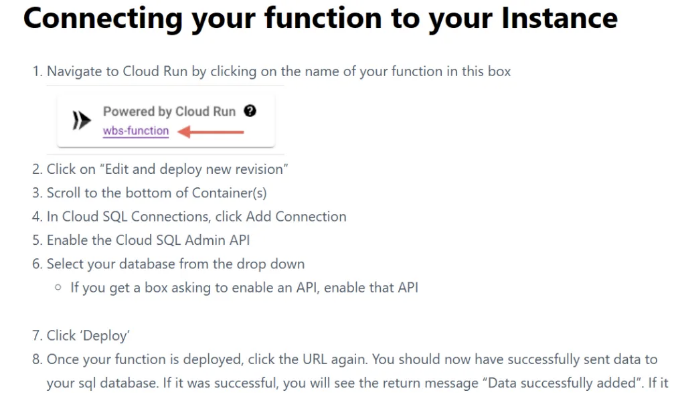 Connecting your function to your Instance
1. Navigate to Cloud Run by clicking on the name of your function in this box
Powered by Cloud Run ?
wbs-function
2. Click on “Edit and deploy new revision”
3. Scroll to the bottom of Container(s)
4. In Cloud SQL Connections, click Add Connection
5. Enable the Cloud SQL Admin API
6. Select your database from the drop down
○ If you get a box asking to enable an API, enable that API
7. Click ‘Deploy’
8. Once your function is deployed, click the URL again. You should now have successfully sent data to
your sql database. If it was successful, you will see the return message “Data successfully added”. If it